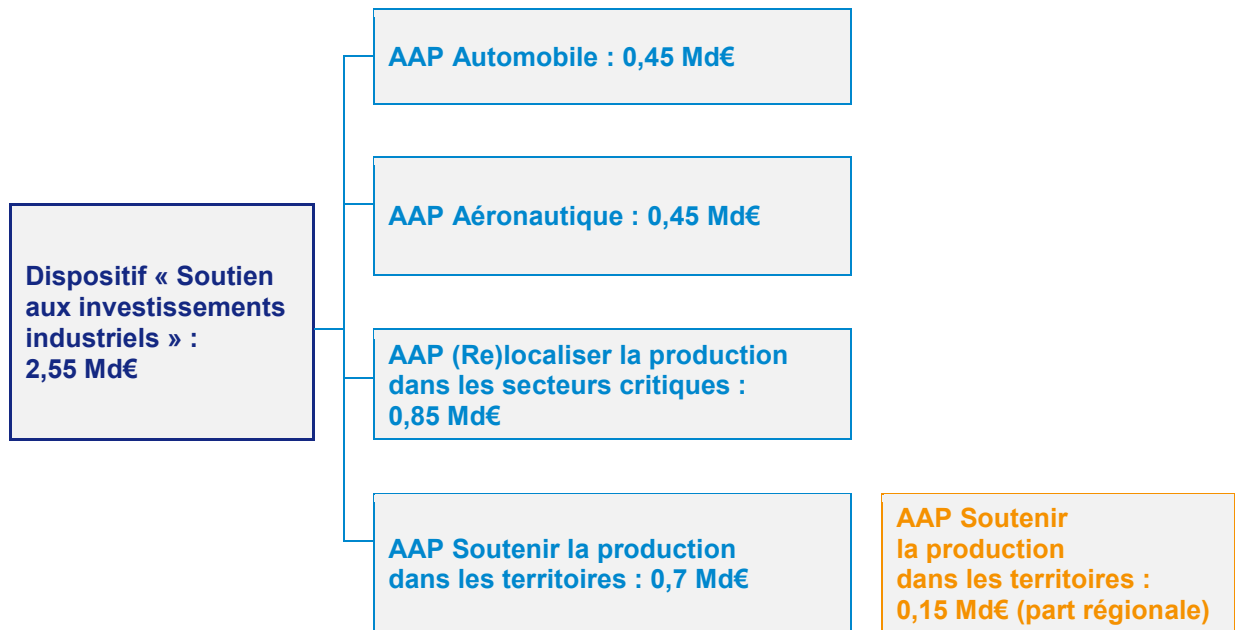 AAP Automobile : 0,45 Md€
AAP Aéronautique : 0,45 Md€
Dispositif « Soutien
aux investissements
industriels » :
2,55 Md€
AAP (Re)localiser la production
dans les secteurs critiques :
0,85 Md€
AAP Soutenir la production
dans les territoires : 0,7 Md€
AAP Soutenir
la production
dans les territoires :
0,15 Md€ (part régionale)